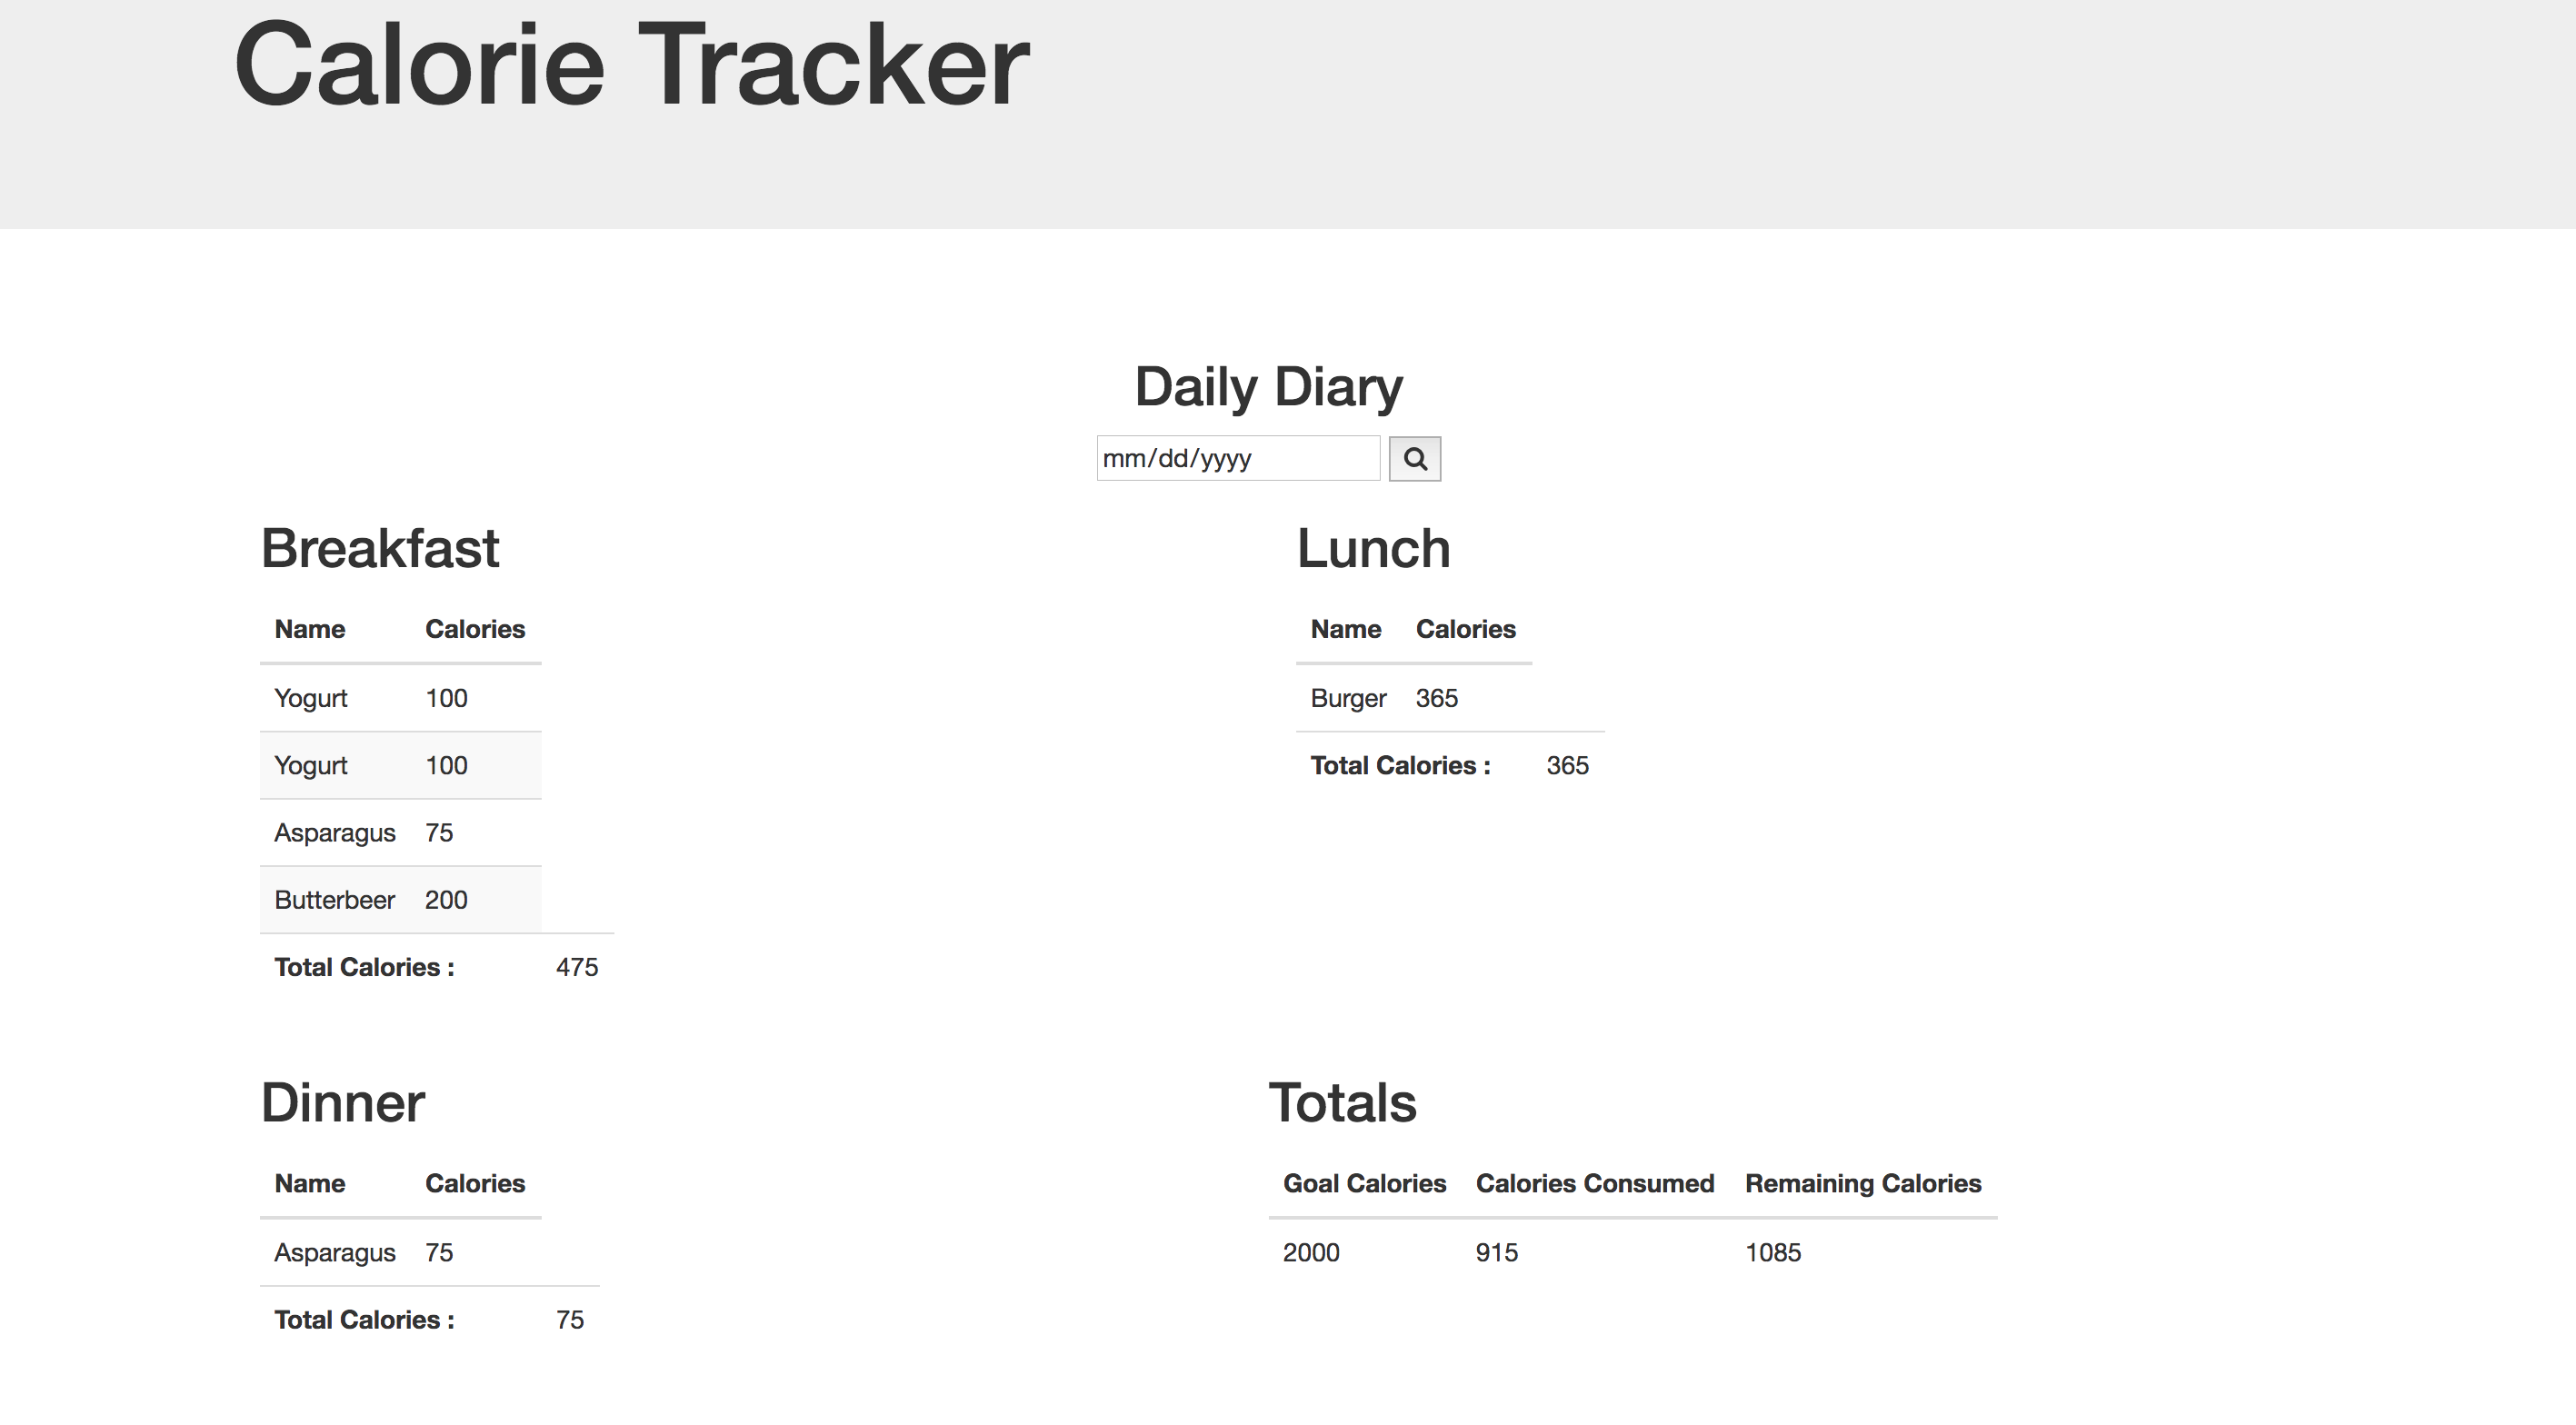 Calorie Tracker
Daily Diary
mm/dd/yyyy
Breakfast
Name Calories
Yogurt 100
Yogurt 100
Asparagus 75
Butterbeer 200
Total Calories : 475
Lunch
Name Calories
Burger 365
Total Calories : 365
Dinner
Name Calories
Asparagus 75
Total Calories : 75
Totals
Goal Calories Calories Consumed Remaining Calories
2000 915 1085